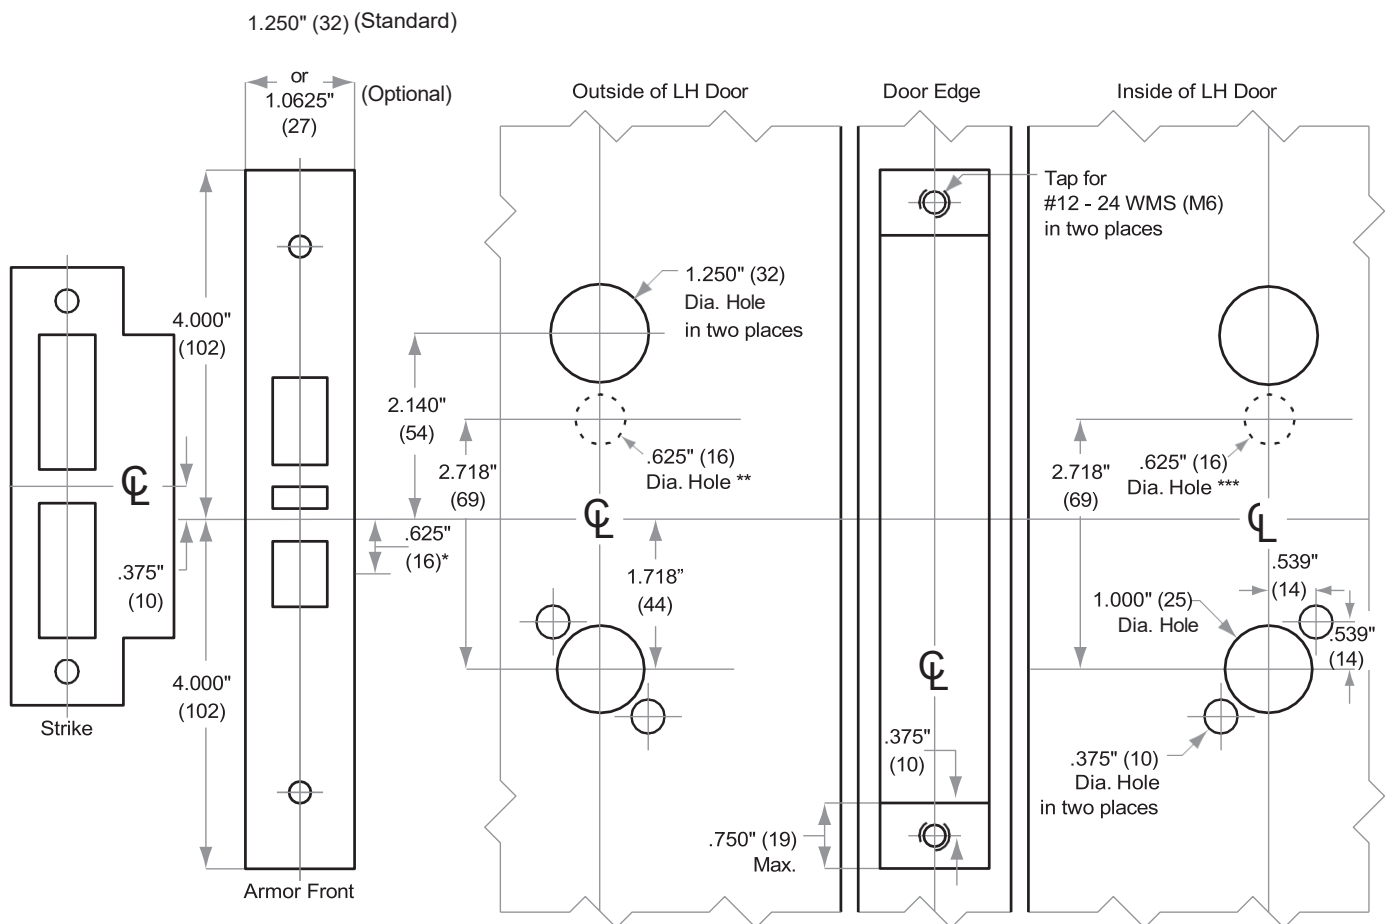 1.250" (32) (Standard)
or
1.0625"
(27)
(Optional)
Outside of LH Door
Door Edge
Inside of LH Door
Tap for
#12 - 24 WMS (M6)
in two places
1.250" (32)
Dia. Hole
in two places
4.000"
(102)
2.140"
(54)
2.718"
(69)
.625" (16)
Dia. Hole **
2.718"
(69)
.625" (16)
Dia. Hole ***
℄
℄
℄
.625"
(16)*
.375"
(10)
1.718”
(44)
.539"
(14)
1.000" (25)
Dia. Hole
.539"
(14)
℄
4.000"
(102)
Strike
.375"
(10)
.375" (10)
Dia. Hole
in two places
.750" (19)
Max.
Armor Front